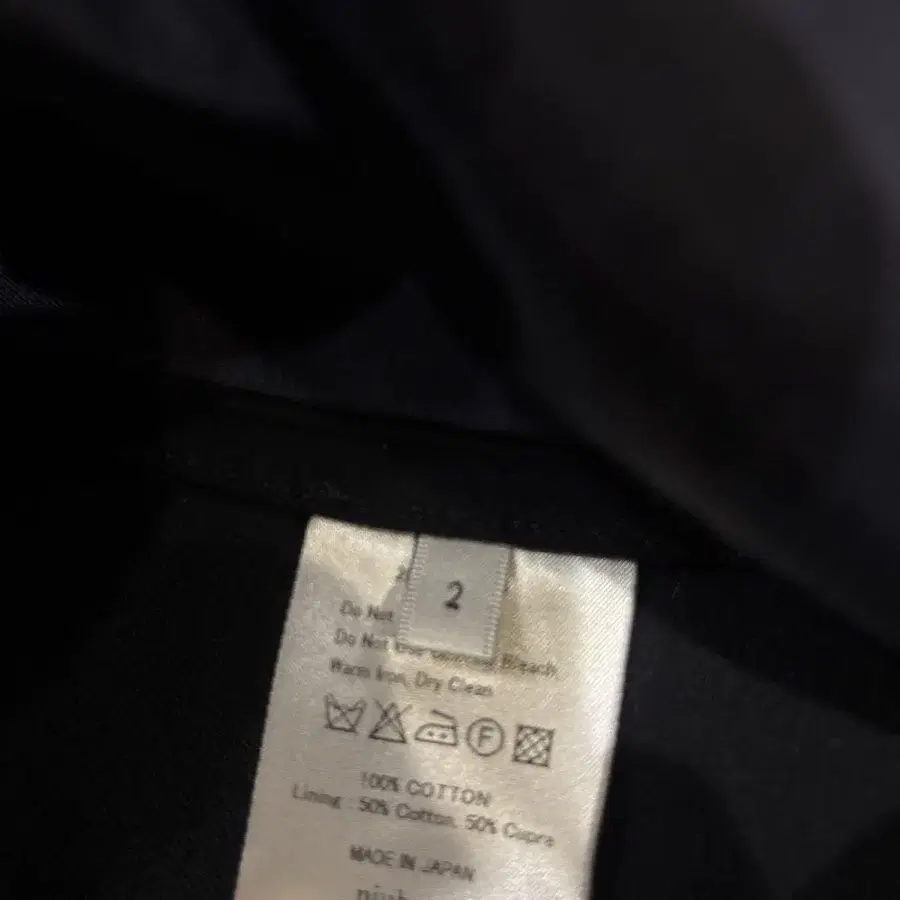 2
Do Not
Do Not Use Bleach
Warm Iron, Dry Clean
F
100% COTTON
Lining : 50% Cotton, 50% Cupra
MADE IN JAPAN